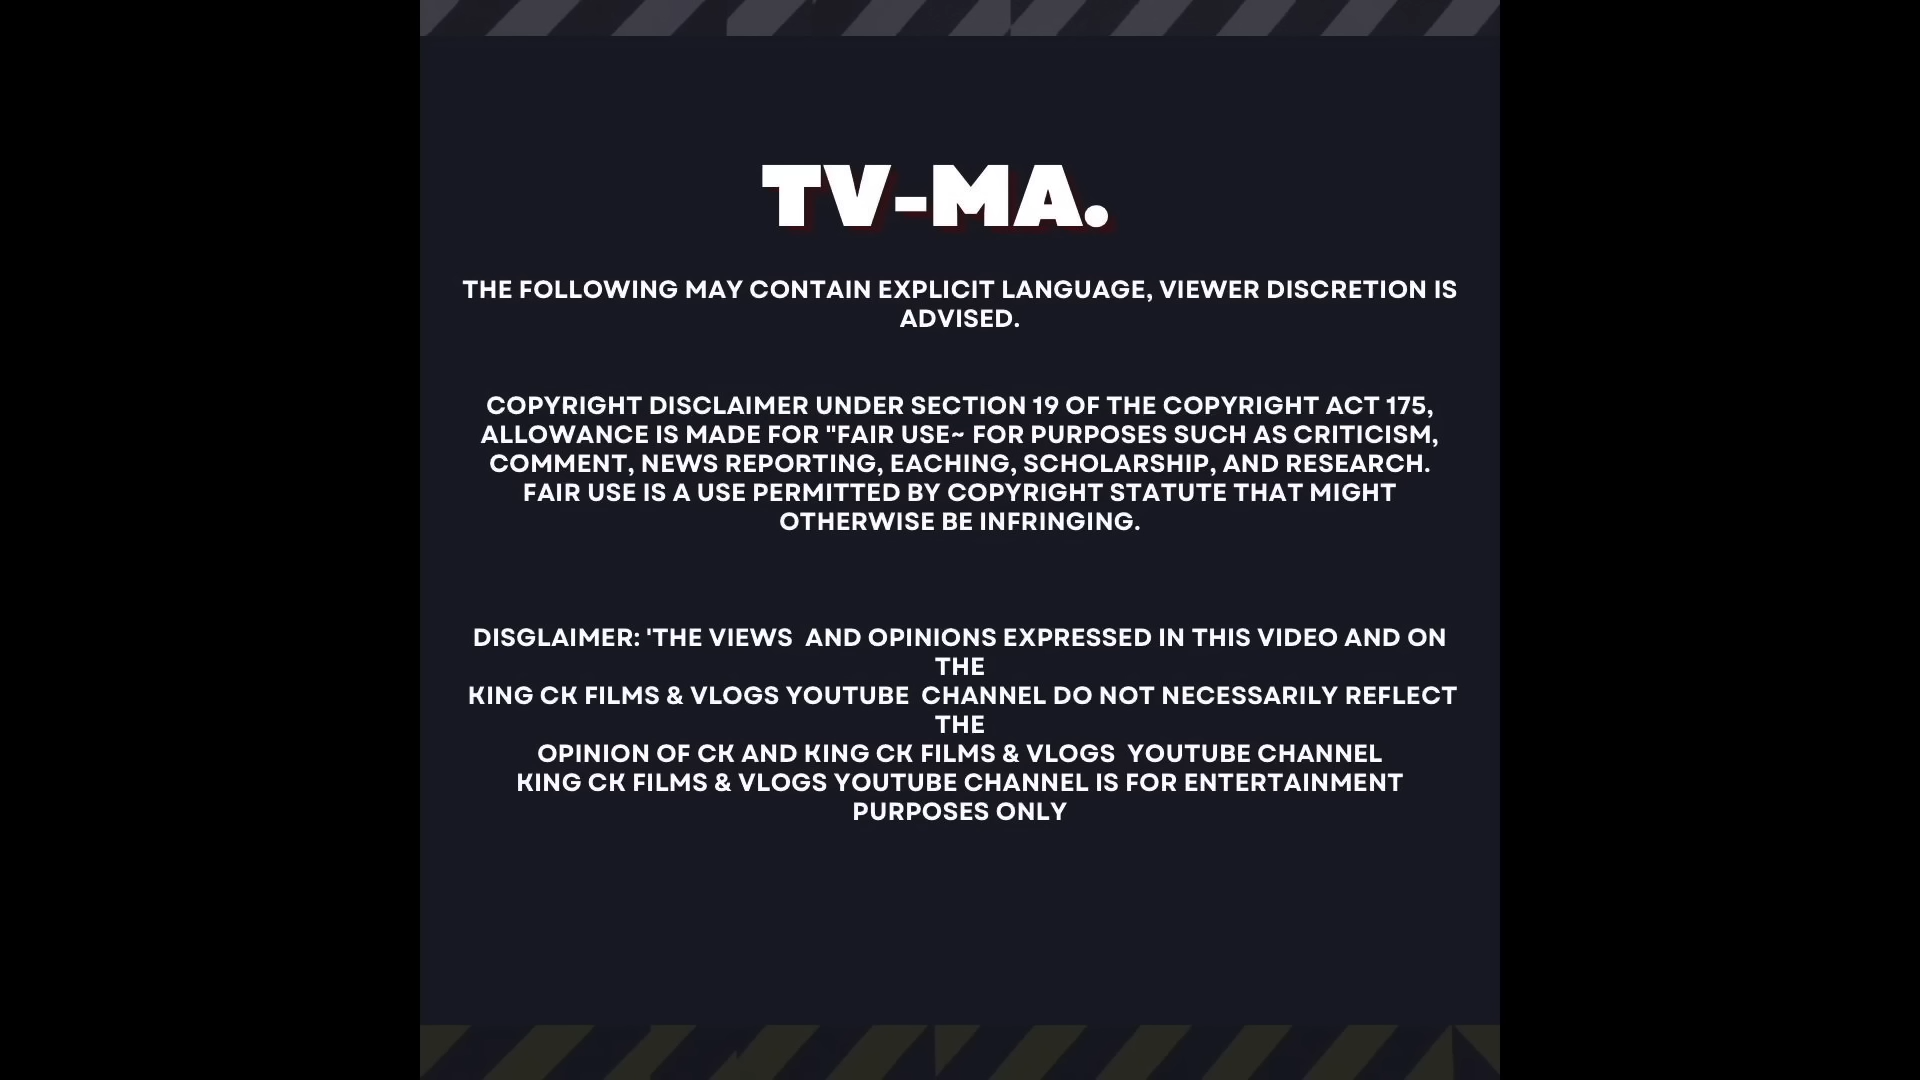 TV-MA.
THE FOLLOWING MAY CONTAIN EXPLICIT LANGUAGE, VIEWER DISCRETION IS
ADVISED.
COPYRIGHT DISCLAIMER UNDER SECTION 19 OF THE COPYRIGHT ACT 175,
ALLOWANCE IS MADE FOR "FAIR USE~ FOR PURPOSES SUCH AS CRITICISM,
COMMENT, NEWS REPORTING, EACHING, SCHOLARSHIP, AND RESEARCH.
FAIR USE IS A USE PERMITTED BY COPYRIGHT STATUTE THAT MIGHT
OTHERWISE BE INFRINGING.
DISGLAIMER: 'THE VIEWS  AND OPINIONS EXPRESSED IN THIS VIDEO AND ON
THE
KING CK FILMS & VLOGS YOUTUBE  CHANNEL DO NOT NECESSARILY REFLECT
THE
OPINION OF CK AND KING CK FILMS & VLOGS  YOUTUBE CHANNEL
KING CK FILMS & VLOGS YOUTUBE CHANNEL IS FOR ENTERTAINMENT
PURPOSES ONLY